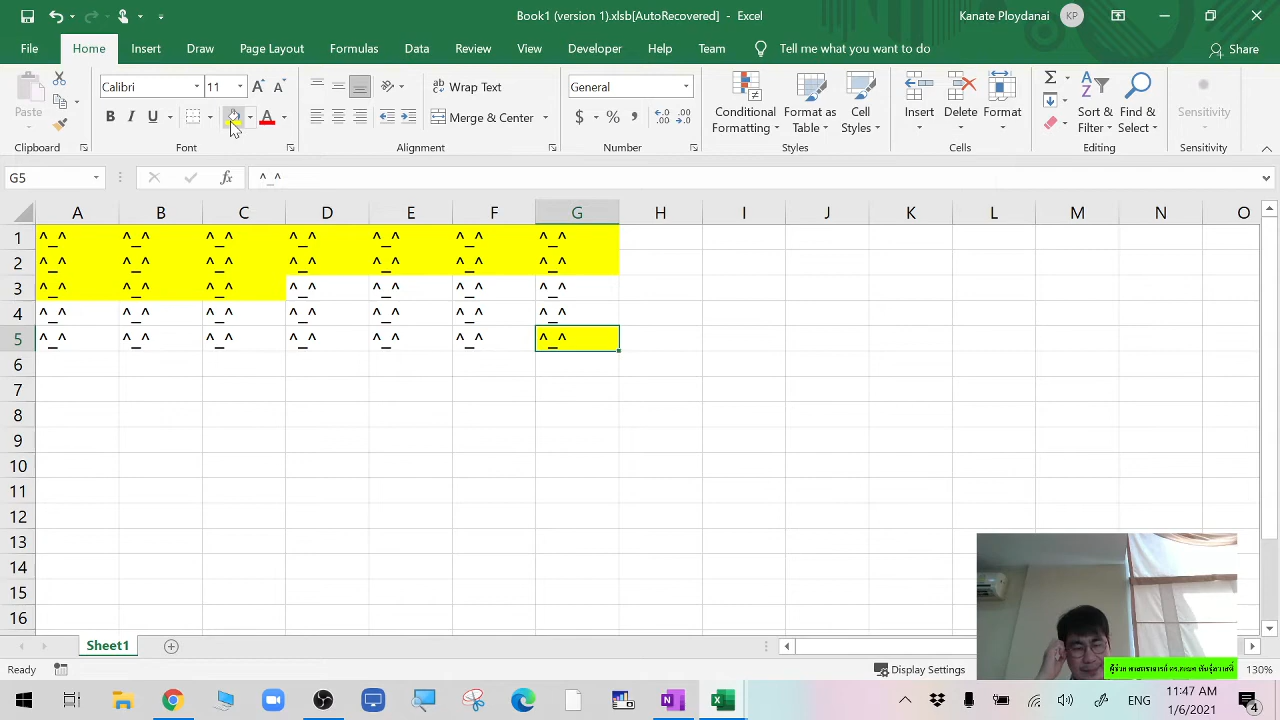 Book1 (version 1).xlsb[AutoRecovered] - Excel
Kanate Ploydanai KP
File Home Insert Draw Page Layout Formulas Data Review View Developer Help Team Tell me what you want to do Share
Paste
Clipboard
Calibri 11
B I U A
Font
Wrap Text
Merge & Center
Alignment
General
$ % ,
Number
Conditional Formatting
Format as Table
Cell Styles
Styles
Insert
Delete
Format
Cells
Sort & Filter
Find & Select
Editing
Sensitivity
Sensitivity
G5 fx ^_^
A B C D E F G H I J K L M N O
1 ^_^ ^_^ ^_^ ^_^ ^_^ ^_^ ^_^
2 ^_^ ^_^ ^_^ ^_^ ^_^ ^_^ ^_^
3 ^_^ ^_^ ^_^ ^_^ ^_^ ^_^ ^_^
4 ^_^ ^_^ ^_^ ^_^ ^_^ ^_^ ^_^
5 ^_^ ^_^ ^_^ ^_^ ^_^ ^_^ ^_^
6
7
8
9
10
11
12
13
14
15
16
Sheet1
Ready
Display Settings
130%
ENG
11:47 AM
1/6/2021
4